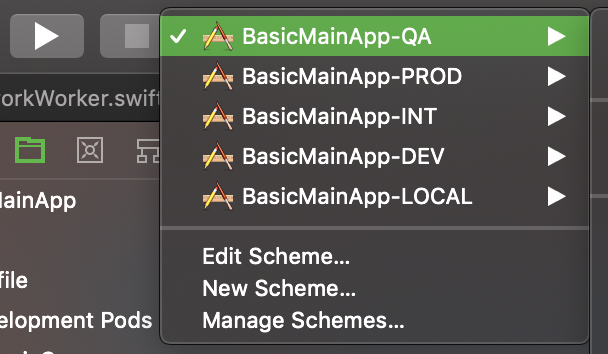 BasicMainApp-QA
BasicMainApp-PROD
orkWorker.swift
BasicMainApp-INT
BasicMainApp-DEV
MainApp
BasicMainApp-LOCAL
Edit Scheme...
file
New Scheme...
elopment Pods
Manage Schemes...